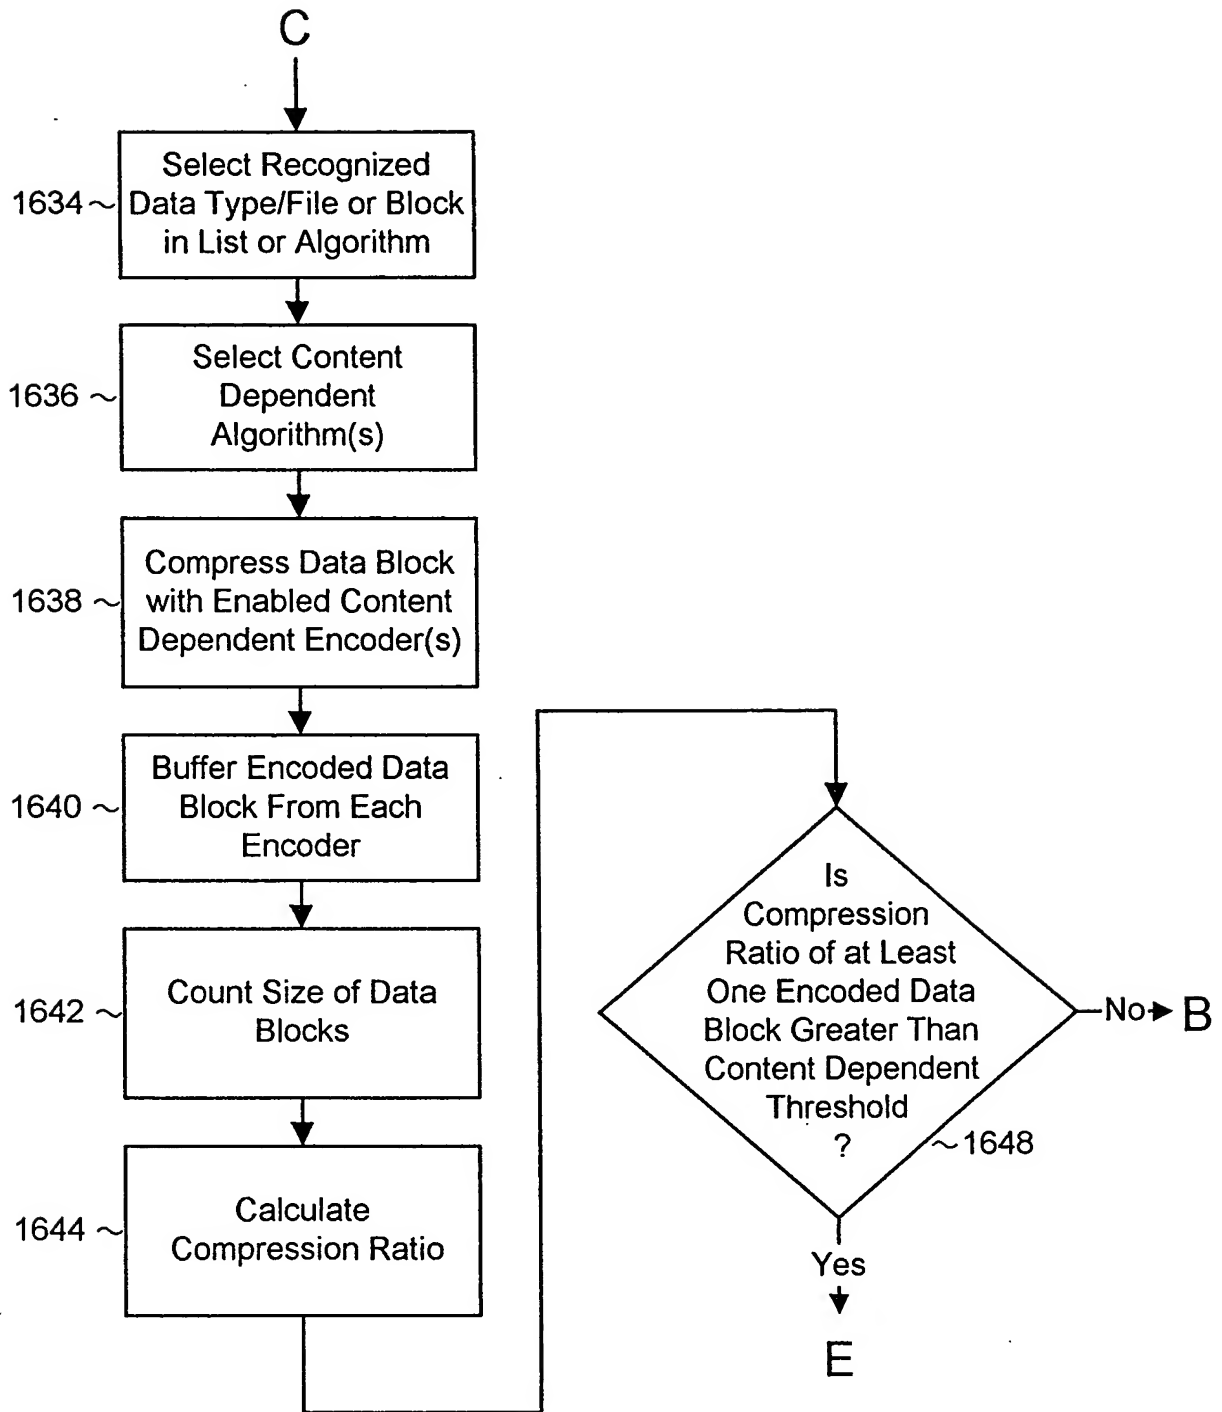 C
Select Recognized
1634 ~ Data Type/File or Block
in List or Algorithm
Select Content
1636 ~ Dependent
Algorithm(s)
Compress Data Block
1638 ~ with Enabled Content
Dependent Encoder(s)
Buffer Encoded Data
1640 ~ Block From Each
Encoder
1642 ~ Count Size of Data
Blocks
1644 ~ Calculate
Compression Ratio
Is
Compression
Ratio of at Least
One Encoded Data
Block Greater Than
Content Dependent
Threshold
?
~1648
No
B
Yes
E